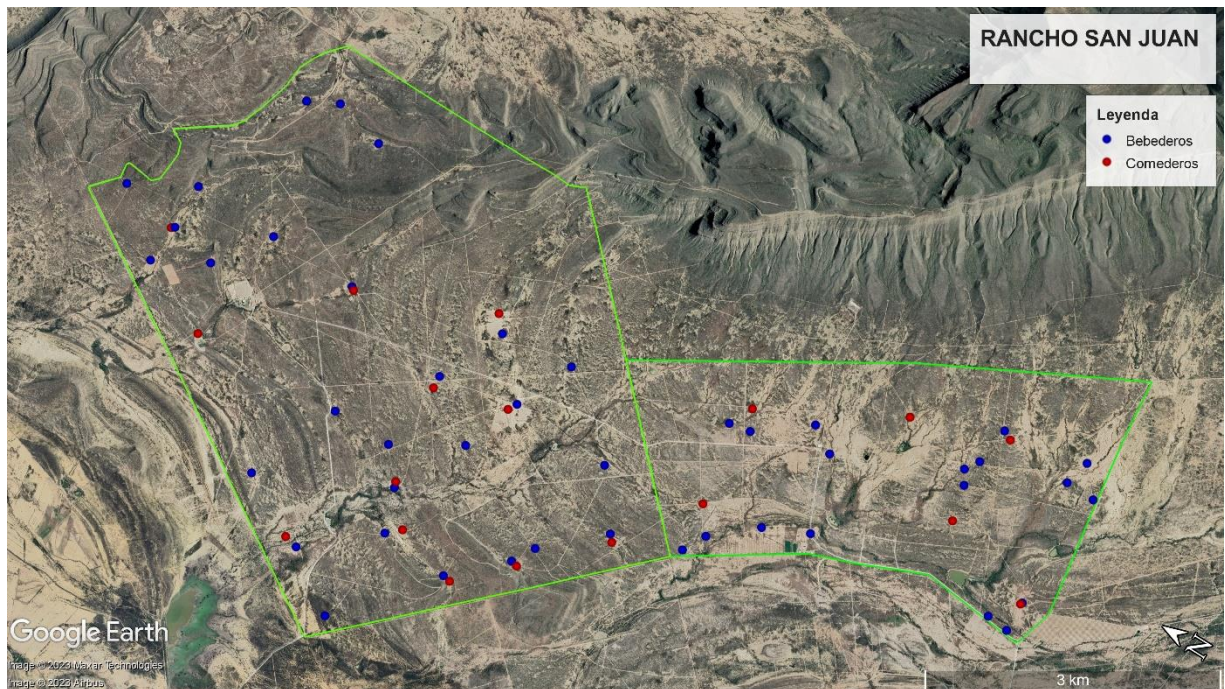 RANCHO SAN JUAN
Leyenda
Bebederos
Comederos
Google Earth
Image © 2023 Maxar Technologies
Image © 2023 Airbus
N
3 km